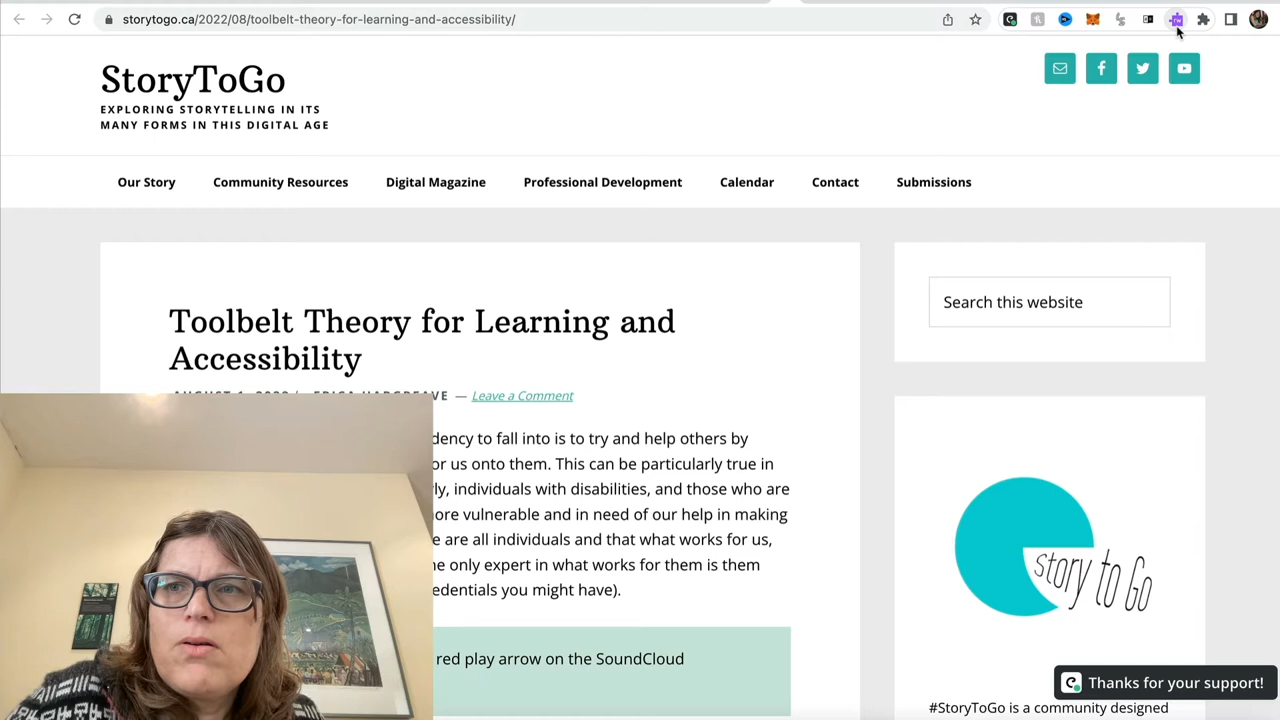 storytogo.ca/2022/08/toolbelt-theory-for-learning-and-accessibility/
StoryToGo
EXPLORING STORYTELLING IN ITS
MANY FORMS IN THIS DIGITAL AGE
Our Story Community Resources Digital Magazine Professional Development Calendar Contact Submissions
Toolbelt Theory for Learning and
Accessibility
— Leave a Comment
Search this website
dency to fall into is to try and help others by
or us onto them. This can be particularly true in
ly, individuals with disabilities, and those who are
ore vulnerable and in need of our help in making
e are all individuals and that what works for us,
e only expert in what works for them is them
edentials you might have).
red play arrow on the SoundCloud
story to Go
Thanks for your support!
#StoryToGo is a community designed